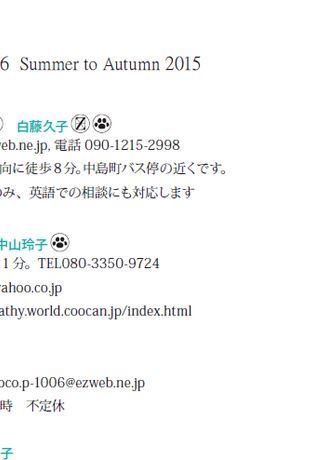 6 Summer to Autumn 2015
白藤久子
eb.ne.jp, 電話 090-1215-2998
向に徒歩８分。中島町バス停の近くです。
のみ、英語での相談にも対応します
中山玲子
１分。TEL080-3350-9724
ahoo.co.jp
athy.world.coocan.jp/index.html
oco.p-1006@ezweb.ne.jp
時　不定休
子